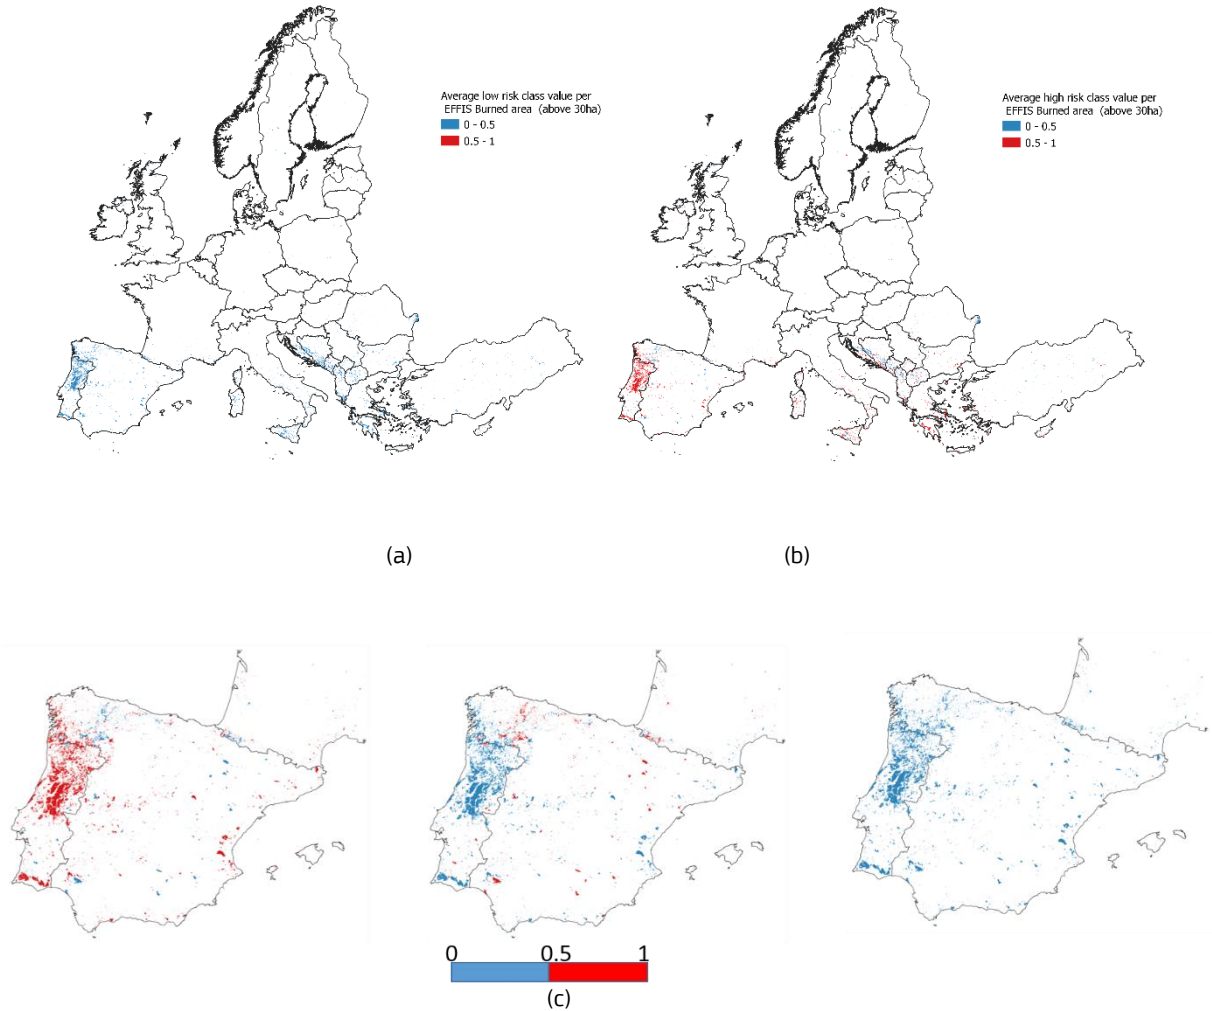 Average low risk class value per
EFFIS Burned area (above 30ha)
0 - 0.5
0.5 - 1
Average high risk class value per
EFFIS Burned area (above 30ha)
0 - 0.5
0.5 - 1
(a)
(b)
0 0.5 1
(c)